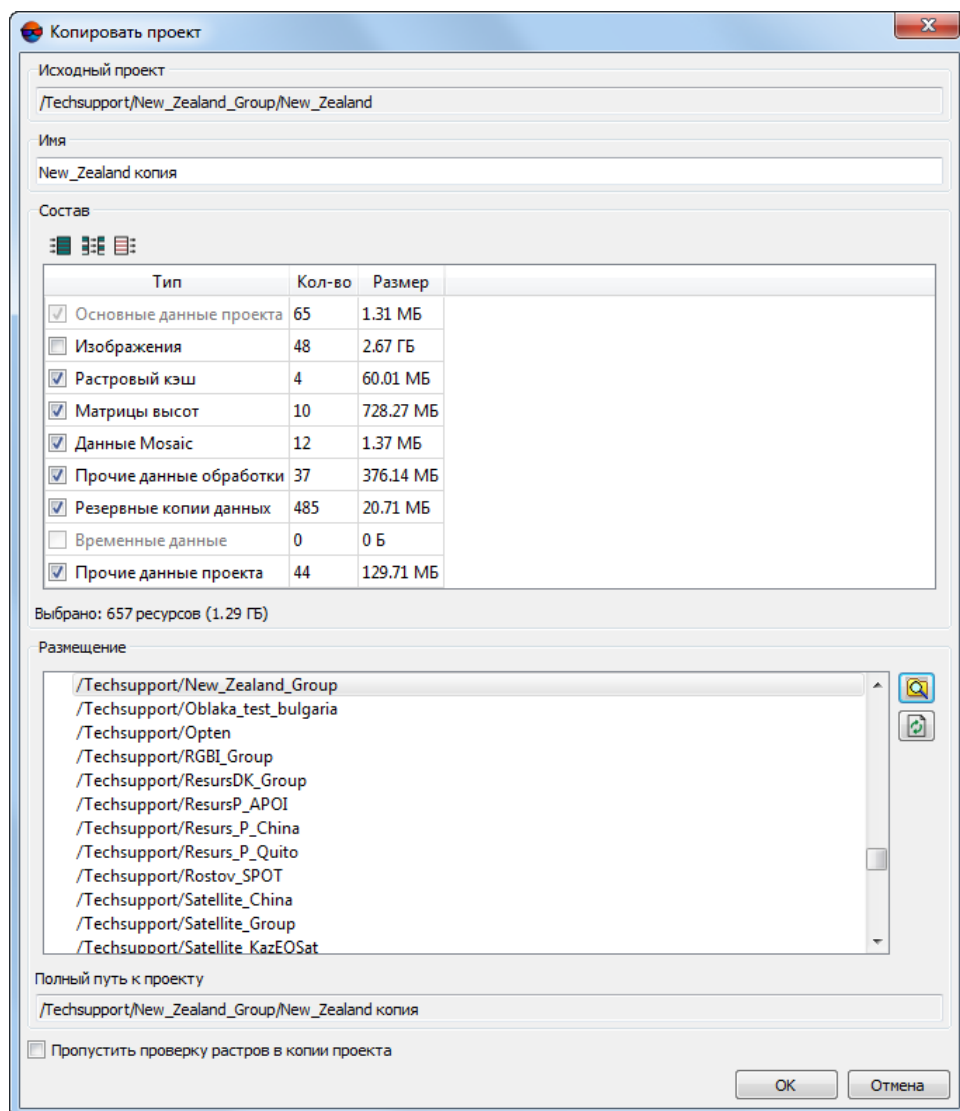 Копировать проект
Исходный проект
/Techsupport/New_Zealand_Group/New_Zealand
Имя
New_Zealand копия
Состав
Тип Кол-во Размер
Основные данные проекта 65 1.31 МБ
Изображения 48 2.67 ГБ
Растровый кэш 4 60.01 МБ
Матрицы высот 10 728.27 МБ
Данные Mosaic 12 1.37 МБ
Прочие данные обработки 37 376.14 МБ
Резервные копии данных 485 20.71 МБ
Временные данные 0 0 Б
Прочие данные проекта 44 129.71 МБ
Выбрано: 657 ресурсов (1.29 ГБ)
Размещение
/Techsupport/New_Zealand_Group
/Techsupport/Oblaka_test_bulgaria
/Techsupport/Opten
/Techsupport/RGBI_Group
/Techsupport/ResursDK_Group
/Techsupport/ResursP_APOI
/Techsupport/Resurs_P_China
/Techsupport/Resurs_P_Quito
/Techsupport/Rostov_SPOT
/Techsupport/Satellite_China
/Techsupport/Satellite_Group
/Techsupport/Satellite_KazEOSat
Полный путь к проекту
/Techsupport/New_Zealand_Group/New_Zealand копия
Пропустить проверку растров в копии проекта
OK Отмена